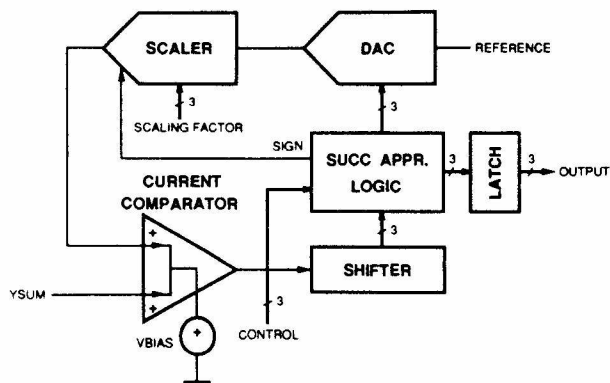 SCALER
DAC
REFERENCE
3
SCALING FACTOR
3
SIGN
SUCC APPR.
LOGIC
3
LATCH
3
OUTPUT
CURRENT
COMPARATOR
+
+
3
SHIFTER
YSUM
3
VBIAS
+
CONTROL